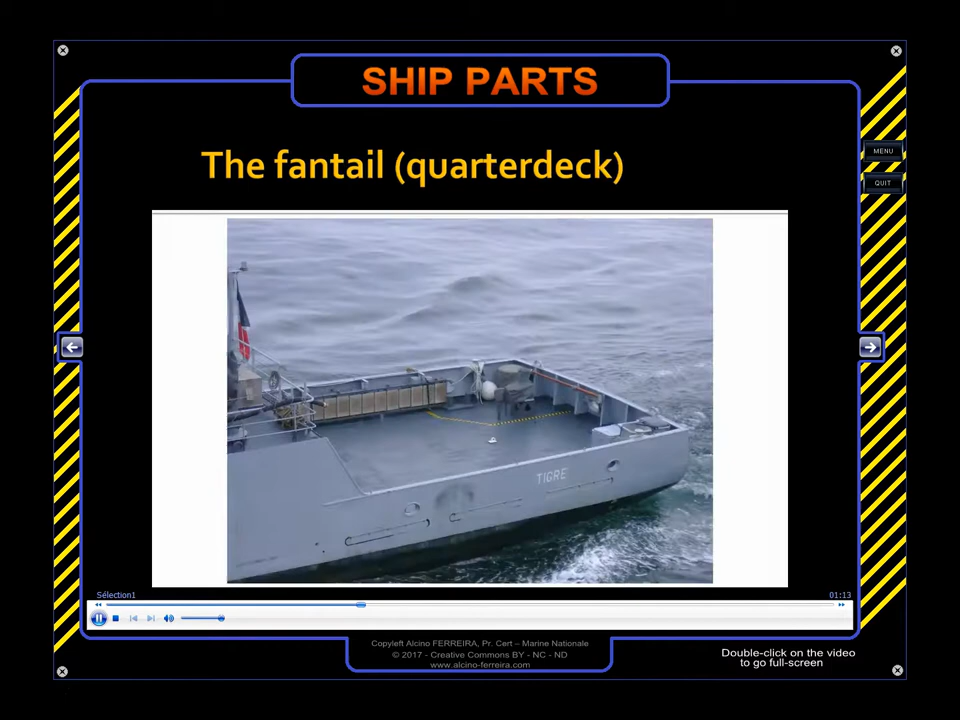 SHIP PARTS
MENU
The fantail (quarterdeck)
QUIT
TIGRE
Sélection1
01:13
Copyleft Alcino FERREIRA, Pr. Cert – Marine Nationale
© 2017 - Creative Commons BY - NC - ND
www.alcino-ferreira.com
Double-click on the video
to go full-screen